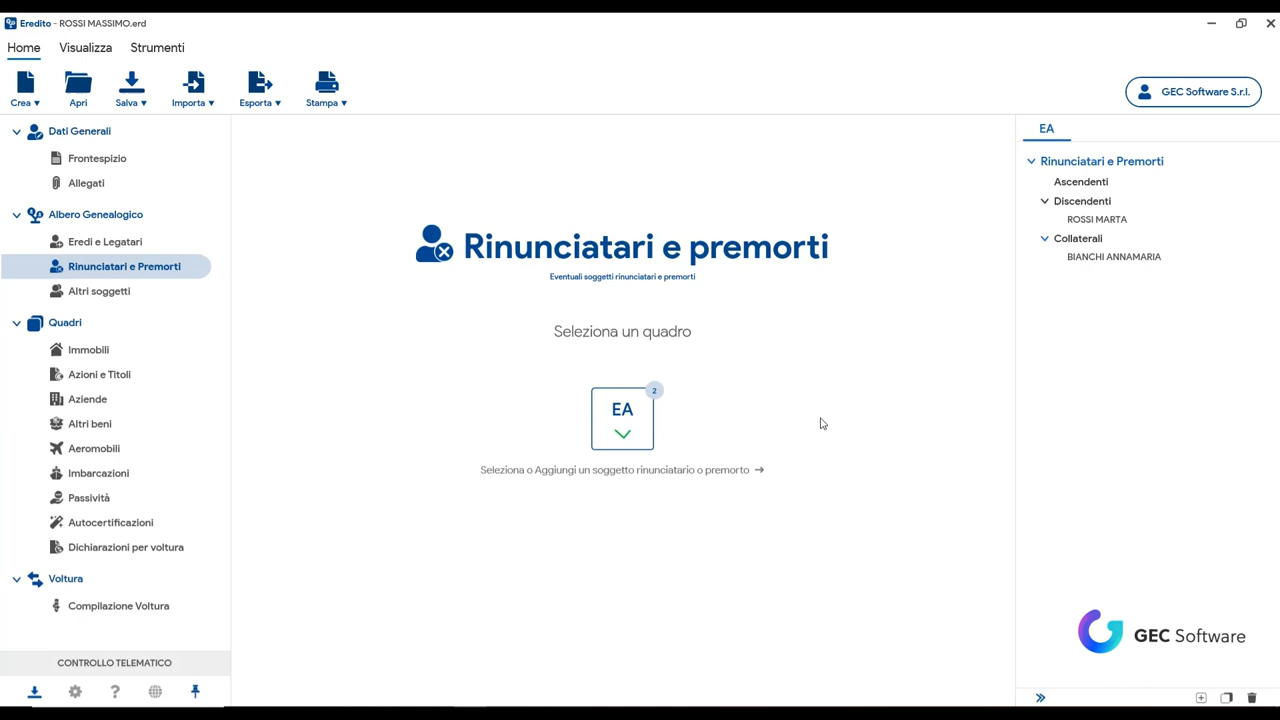 Eredito - ROSSI MASSIMO.erd
Home Visualizza Strumenti
Crea Apri Salva Importa Esporta Stampa
GEC Software S.r.l.
Dati Generali
Frontespizio
Allegati
Albero Genealogico
Eredi e Legatari
Rinunciatari e Premorti
Altri soggetti
Quadri
Immobili
Azioni e Titoli
Aziende
Altri beni
Aeromobili
Imbarcazioni
Passività
Autocertificazioni
Dichiarazioni per voltura
Voltura
Compilazione Voltura
CONTROLLO TELEMATICO
Rinunciatari e premorti
Eventuali soggetti rinunciatari e premorti
Seleziona un quadro
2
EA
Seleziona o Aggiungi un soggetto rinunciatario o premorto →
EA
Rinunciatari e Premorti
Ascendenti
Discendenti
ROSSI MARTA
Collaterali
BIANCHI ANNAMARIA
GEC Software